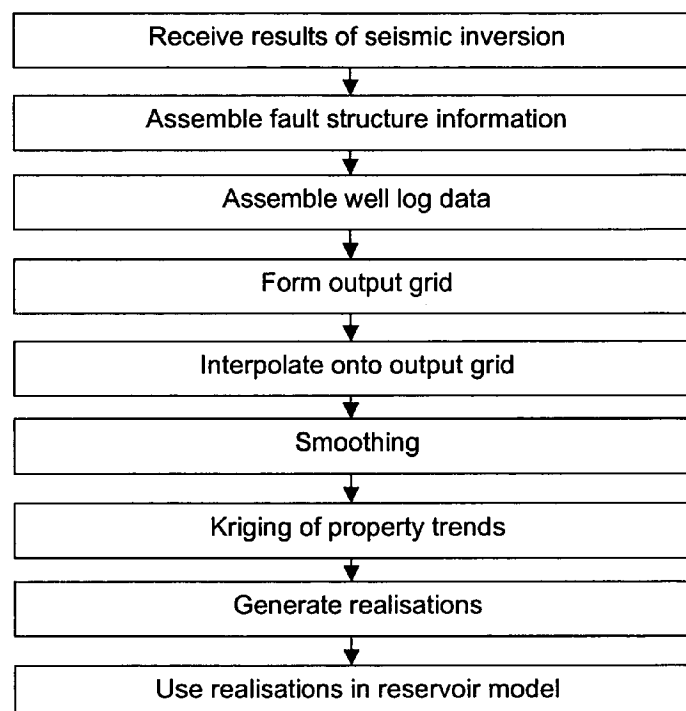 Receive results of seismic inversion
Assemble fault structure information
Assemble well log data
Form output grid
Interpolate onto output grid
Smoothing
Kriging of property trends
Generate realisations
Use realisations in reservoir model